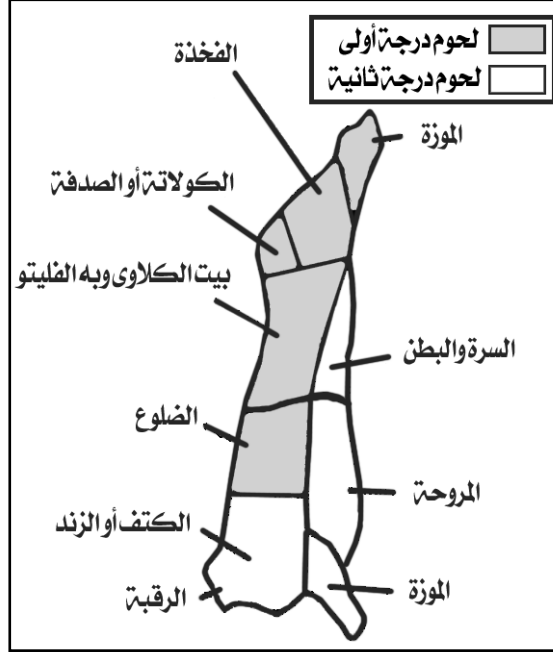 لحوم درجة أولى
لحوم درجة ثانية
الفخذة
الموزة
الكولاتة أو الصدفة
بيت الكلاوى وبه الفليتو
السرة والبطن
الضلوع
المروحة
الكتف أو الزند
الموزة
الرقبة